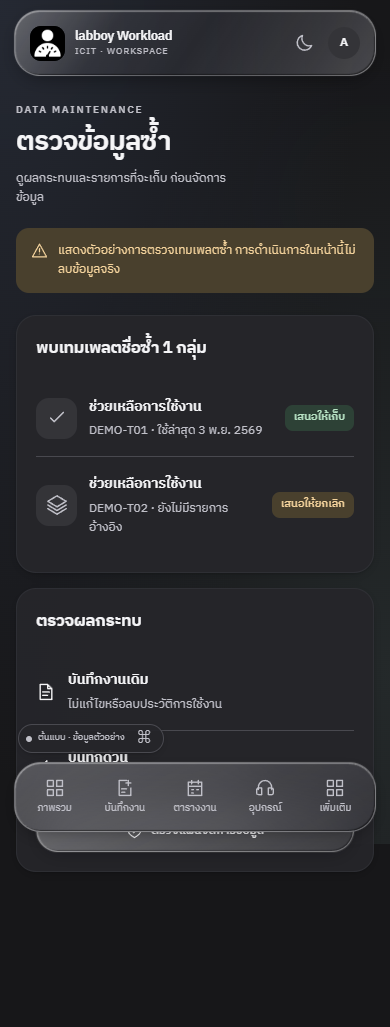 labboy Workload
ICIT · WORKSPACE
A
DATA MAINTENANCE
ตรวจข้อมูลซ้ำ
ดูผลกระทบและรายการที่จะเก็บ ก่อนจัดการ
ข้อมูล
แสดงตัวอย่างการตรวจเทมเพลตซ้ำ การดำเนินการในหน้านี้ไม่
ลบข้อมูลจริง
พบเทมเพลตชื่อซ้ำ 1 กลุ่ม
ช่วยเหลือการใช้งาน
DEMO-T01 · ใช้ล่าสุด 3 พ.ย. 2569
เสนอให้เก็บ
ช่วยเหลือการใช้งาน
DEMO-T02 · ยังไม่มีรายการ
อ้างอิง
เสนอให้ยกเลิก
ตรวจผลกระทบ
บันทึกงานเดิม
ไม่แก้ไขหรือลบประวัติการใช้งาน
ต้นแบบ · ข้อมูลตัวอย่าง
บันทึกด่วน
ภาพรวม
บันทึกงาน
ตารางงาน
อุปกรณ์
เพิ่มเติม